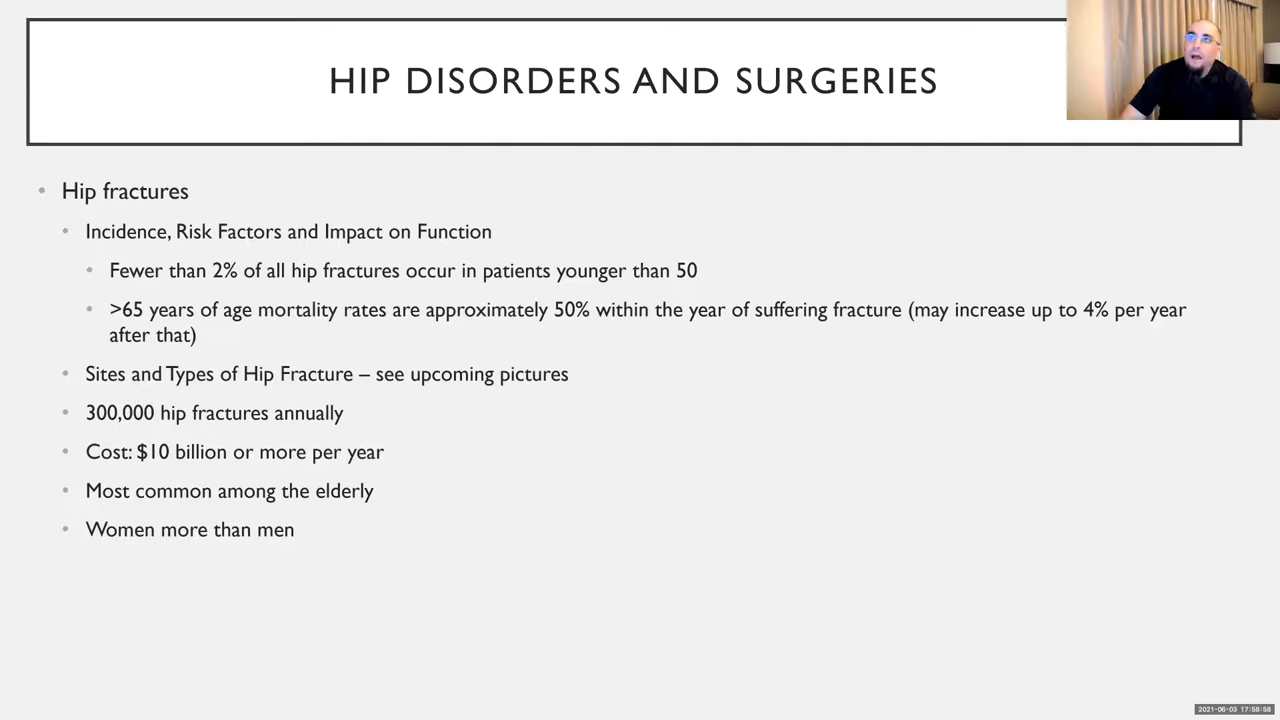 HIP DISORDERS AND SURGERIES
• Hip fractures
• Incidence, Risk Factors and Impact on Function
• Fewer than 2% of all hip fractures occur in patients younger than 50
• >65 years of age mortality rates are approximately 50% within the year of suffering fracture (may increase up to 4% per year
after that)
• Sites and Types of Hip Fracture – see upcoming pictures
• 300,000 hip fractures annually
• Cost: $10 billion or more per year
• Most common among the elderly
• Women more than men
2021-06-03 17:58:58